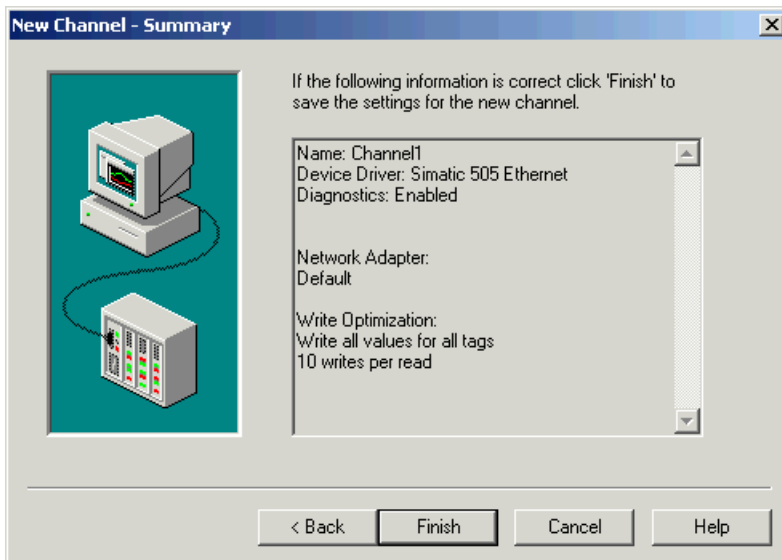 New Channel - Summary
If the following information is correct click 'Finish' to
save the settings for the new channel.
Name: Channel1
Device Driver: Simatic 505 Ethernet
Diagnostics: Enabled
Network Adapter:
Default
Write Optimization:
Write all values for all tags
10 writes per read
< Back
Finish
Cancel
Help